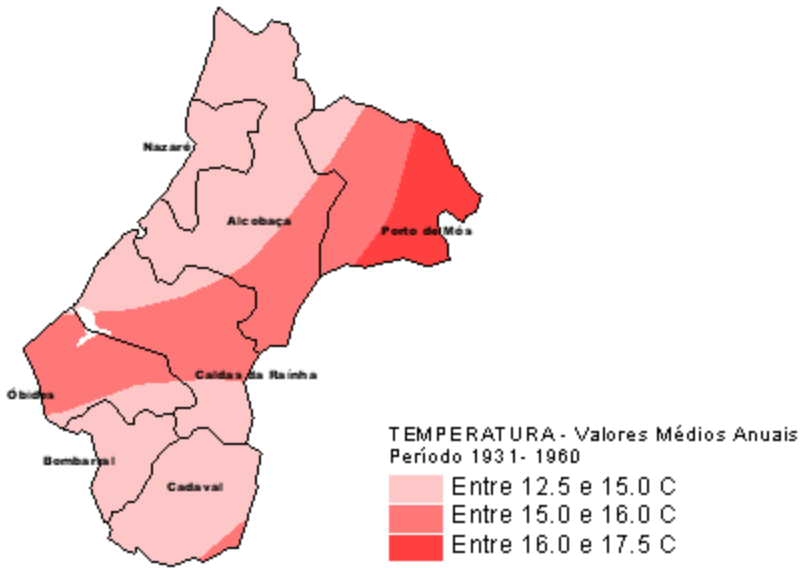 Nazaré
Alcobaça
Porto de Mós
Caldas da Raínha
Óbidos
Bombarral
Cadaval
TEMPERATURA - Valores Médios Anuais
Período 1931- 1960
Entre 12.5 e 15.0 C
Entre 15.0 e 16.0 C
Entre 16.0 e 17.5 C